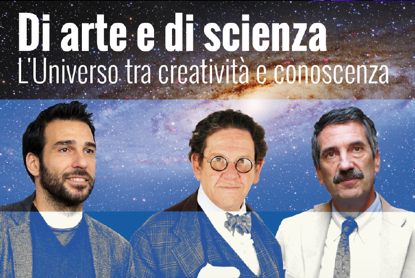 Di arte e di scienza
L'Universo tra creatività e conoscenza